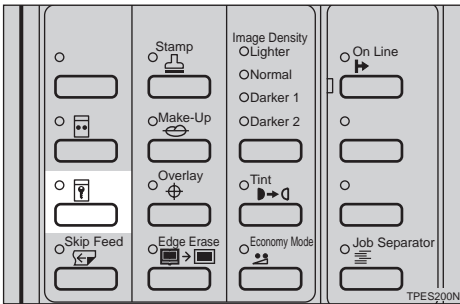 Stamp
Image Density
Lighter
On Line
Normal
Darker 1
Make-Up
Darker 2
Overlay
Tint
Skip Feed
Edge Erase
Economy Mode
Job Separator
TPES200N